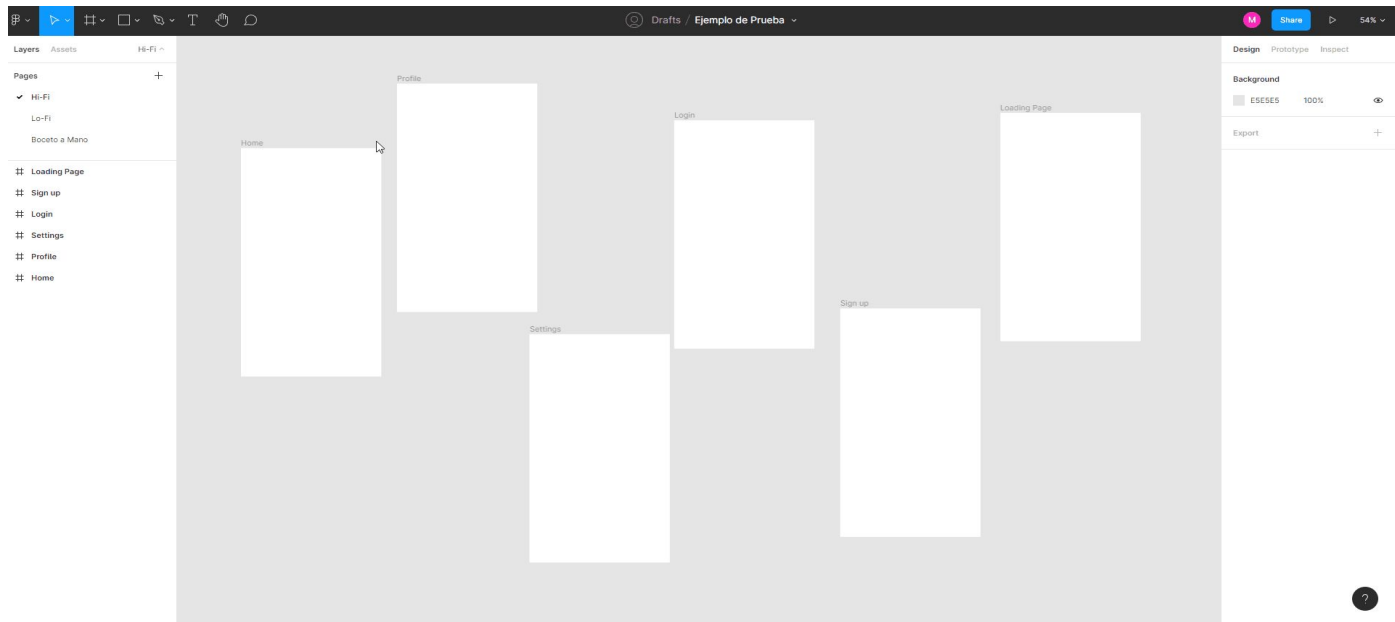 Drafts / Ejemplo de Prueba
M
Share
54%
Layers Assets Hi-Fi
Pages
Hi-Fi
Lo-Fi
Boceto a Mano
Loading Page
Sign up
Login
Settings
Profile
Home
Profile
Login
Loading Page
Home
Sign up
Settings
Design Prototype Inspect
Background
E5E5E5 100%
Export
?